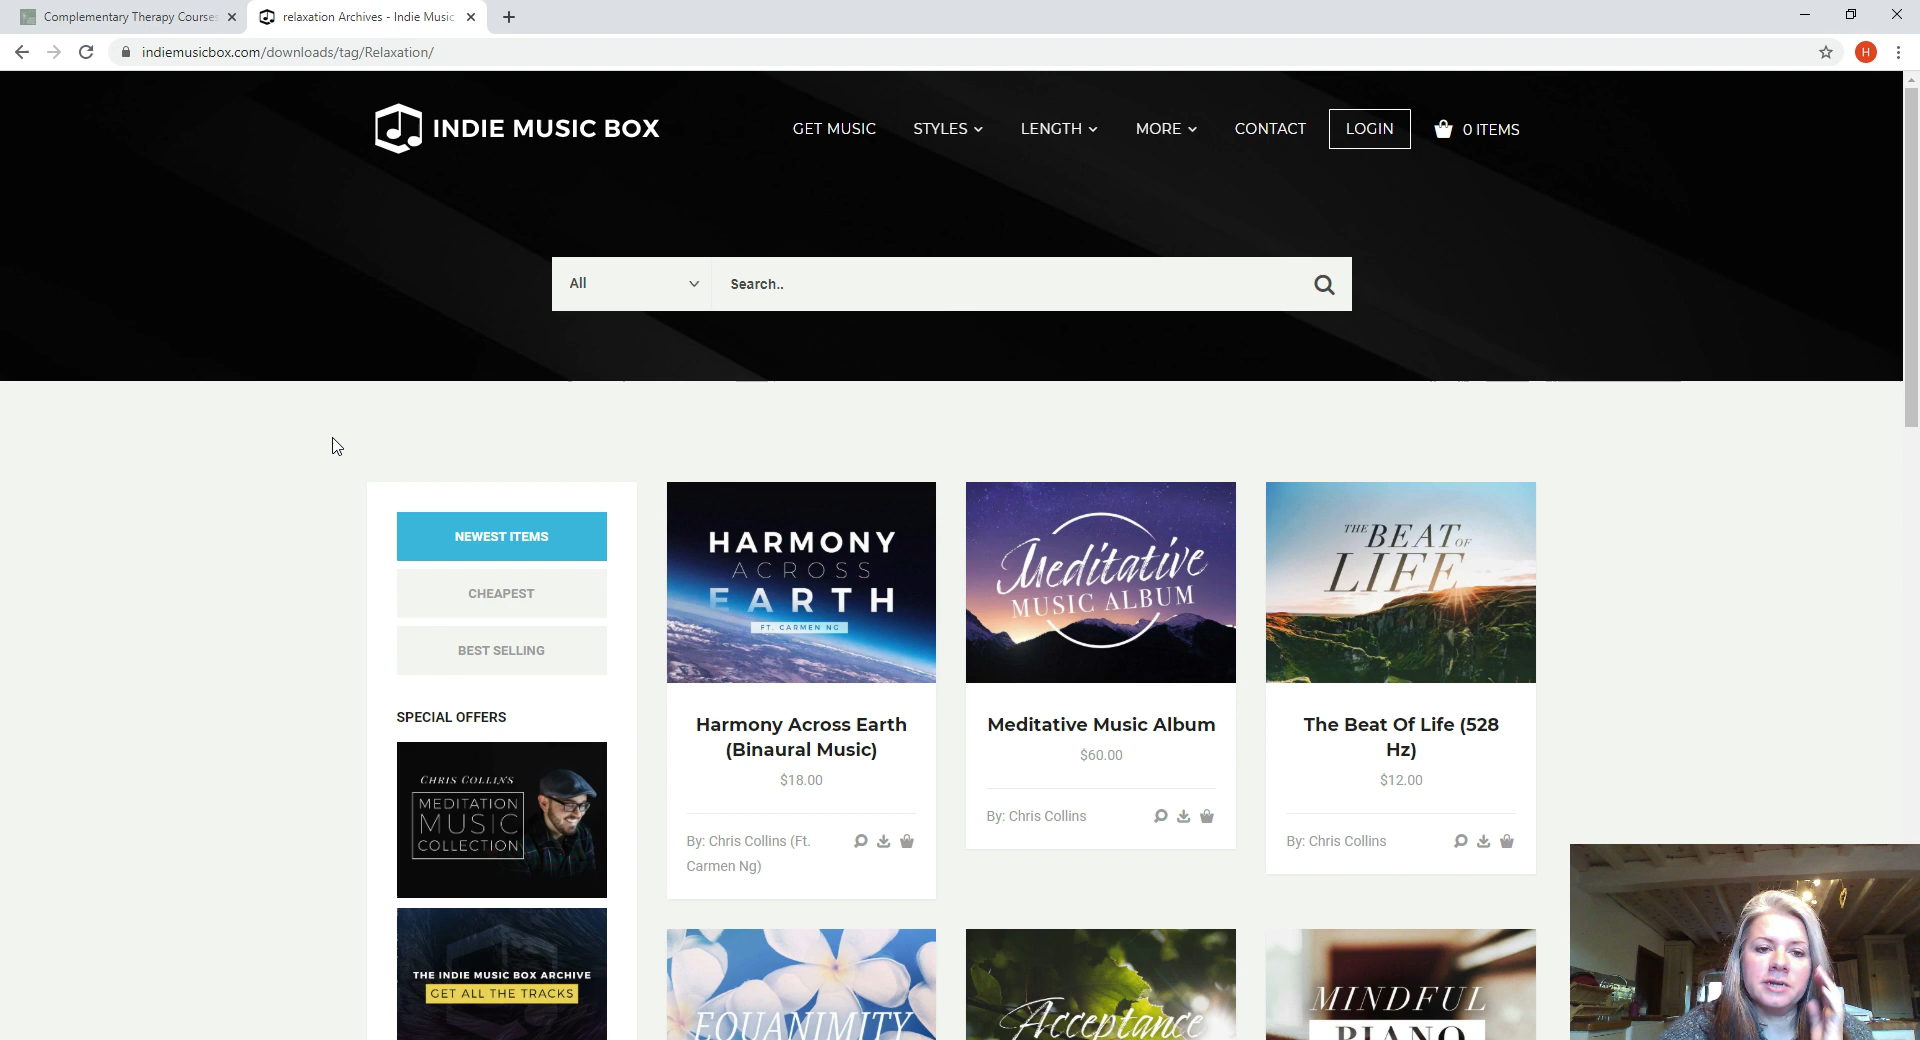 Complementary Therapy Courses
relaxation Archives - Indie Music
indiemusicbox.com/downloads/tag/Relaxation/
H
INDIE MUSIC BOX
GET MUSIC
STYLES
LENGTH
MORE
CONTACT
LOGIN
0 ITEMS
All
Search..
NEWEST ITEMS
CHEAPEST
BEST SELLING
SPECIAL OFFERS
CHRIS COLLINS
MEDITATION
MUSIC
COLLECTION
THE INDIE MUSIC BOX ARCHIVE
GET ALL THE TRACKS
HARMONY
ACROSS
EARTH
FT. CARMEN NG
Harmony Across Earth
(Binaural Music)
$18.00
By: Chris Collins (Ft.
Carmen Ng)
Meditative
MUSIC ALBUM
Meditative Music Album
$60.00
By: Chris Collins
THE BEAT OF
LIFE
The Beat Of Life (528
Hz)
$12.00
By: Chris Collins
EQUANIMITY
Acceptance
MINDFUL
PIANO